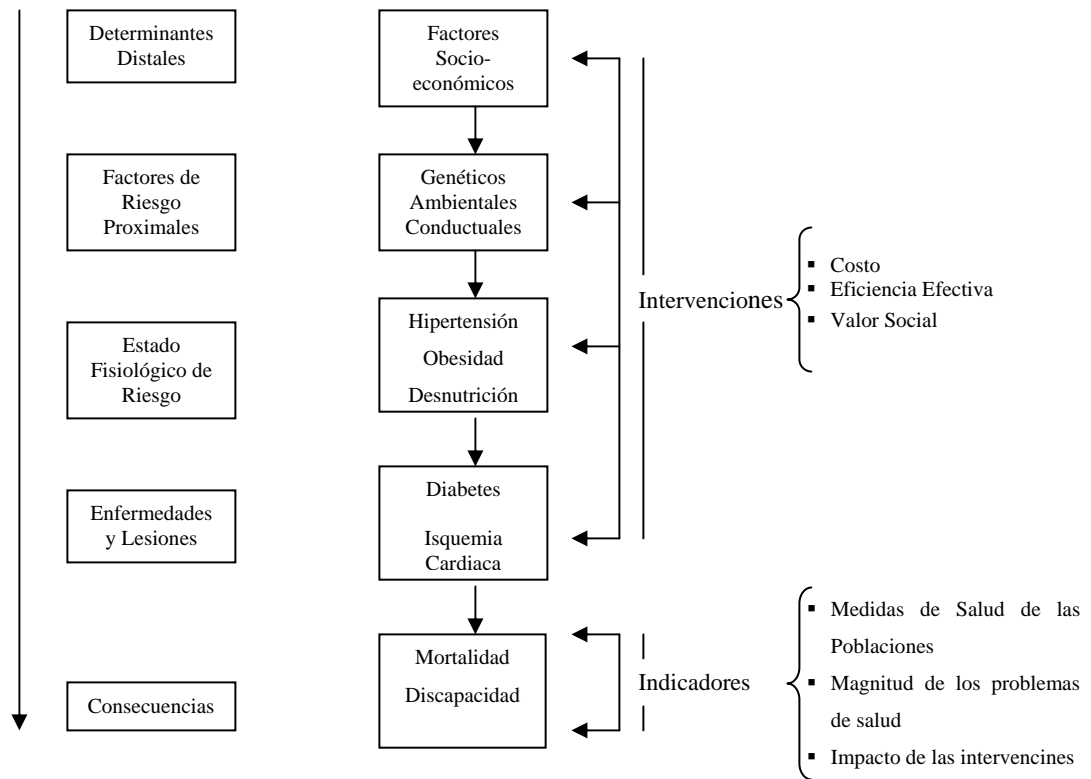 Determinantes
Distales
Factores
Socio-
económicos
Factores de
Riesgo
Proximales
Genéticos
Ambientales
Conductuales
Estado
Fisiológico de
Riesgo
Hipertensión
Obesidad
Desnutrición
Enfermedades
y Lesiones
Diabetes
Isquemia
Cardiaca
Consecuencias
Mortalidad
Discapacidad
Intervenciones
▪ Costo
▪ Eficiencia Efectiva
▪ Valor Social
Indicadores
▪ Medidas de Salud de las
Poblaciones
▪ Magnitud de los problemas
de salud
▪ Impacto de las intervencines